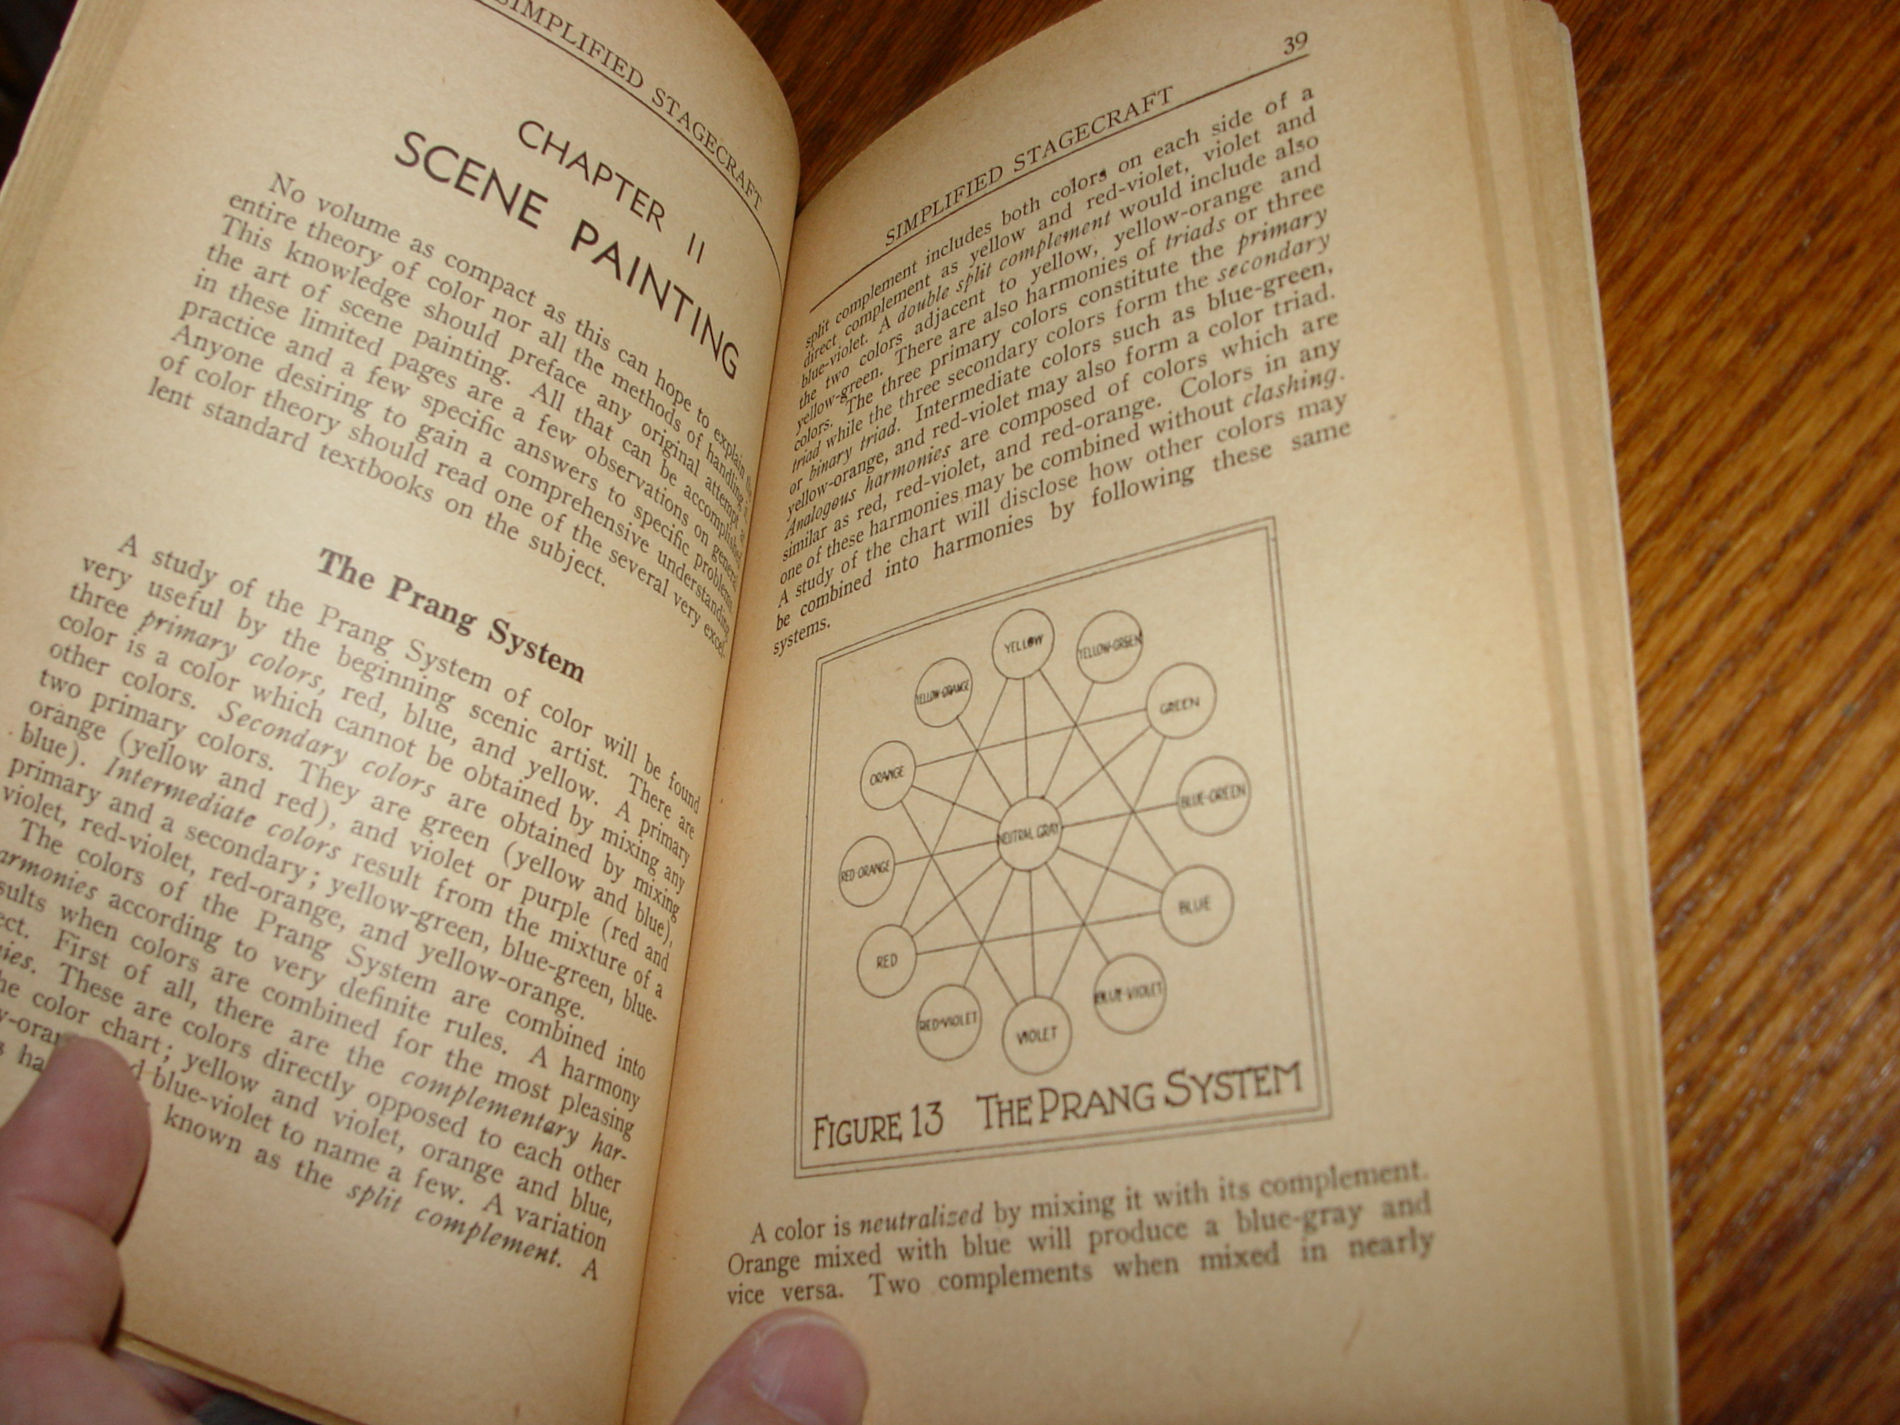 SIMPLIFIED STAGECRAFT
CHAPTER II
SCENE PAINTING
No volume as compact as this can hope to explain the
entire theory of color nor all the methods of handling it.
This knowledge should preface any original attempt at
the art of scene painting. All that can be accomplished
in these limited pages are a few observations on general
practice and a few specific answers to specific problems.
Anyone desiring to gain a comprehensive understanding
of color theory should read one of the several very excel-
lent standard textbooks on the subject.
The Prang System
A study of the Prang System of color will be found
very useful by the beginning scenic artist. There are
three primary colors, red, blue, and yellow. A primary
color is a color which cannot be obtained by mixing any
other colors. Secondary colors are obtained by mixing
two primary colors. They are green (yellow and blue),
orange (yellow and red), and violet or purple (red and
blue). Intermediate colors result from the mixture of a
primary and a secondary; yellow-green, blue-green, blue-
violet, red-violet, red-orange, and yellow-orange.
The colors of the Prang System are combined into
armonies according to very definite rules. A harmony
sults when colors are combined for the most pleasing
ect. First of all, there are the complementary har-
ies. These are colors directly opposed to each other
he color chart; yellow and violet, orange and blue,
w-oran d blue-violet to name a few. A variation
s ha known as the split complement. A
39
SIMPLIFIED STAGECRAFT
split complement includes both colors on each side of a
direct complement as yellow and red-violet, violet and
blue-violet. A double split complement would include also
the two colors adjacent to yellow, yellow-orange and
yellow-green. There are also harmonies of triads or three
colors. The three primary colors constitute the primary
triad while the three secondary colors form the secondary
or binary triad. Intermediate colors such as blue-green,
yellow-orange, and red-violet may also form a color triad.
Analogous harmonies are composed of colors which are
similar as red, red-violet, and red-orange. Colors in any
one of these harmonies may be combined without clashing.
A study of the chart will disclose how other colors may
be combined into harmonies by following these same
systems.
YELLOW
YELLOW-GREEN
YELLOW-ORANGE
GREEN
ORANGE
BLUE-GREEN
NEUTRAL GRAY
RED ORANGE
BLUE
RED
BLUE-VIOLET
RED-VIOLET
VIOLET
FIGURE 13 THE PRANG SYSTEM
A color is neutralized by mixing it with its complement.
Orange mixed with blue will produce a blue-gray and
vice versa. Two complements when mixed in nearly